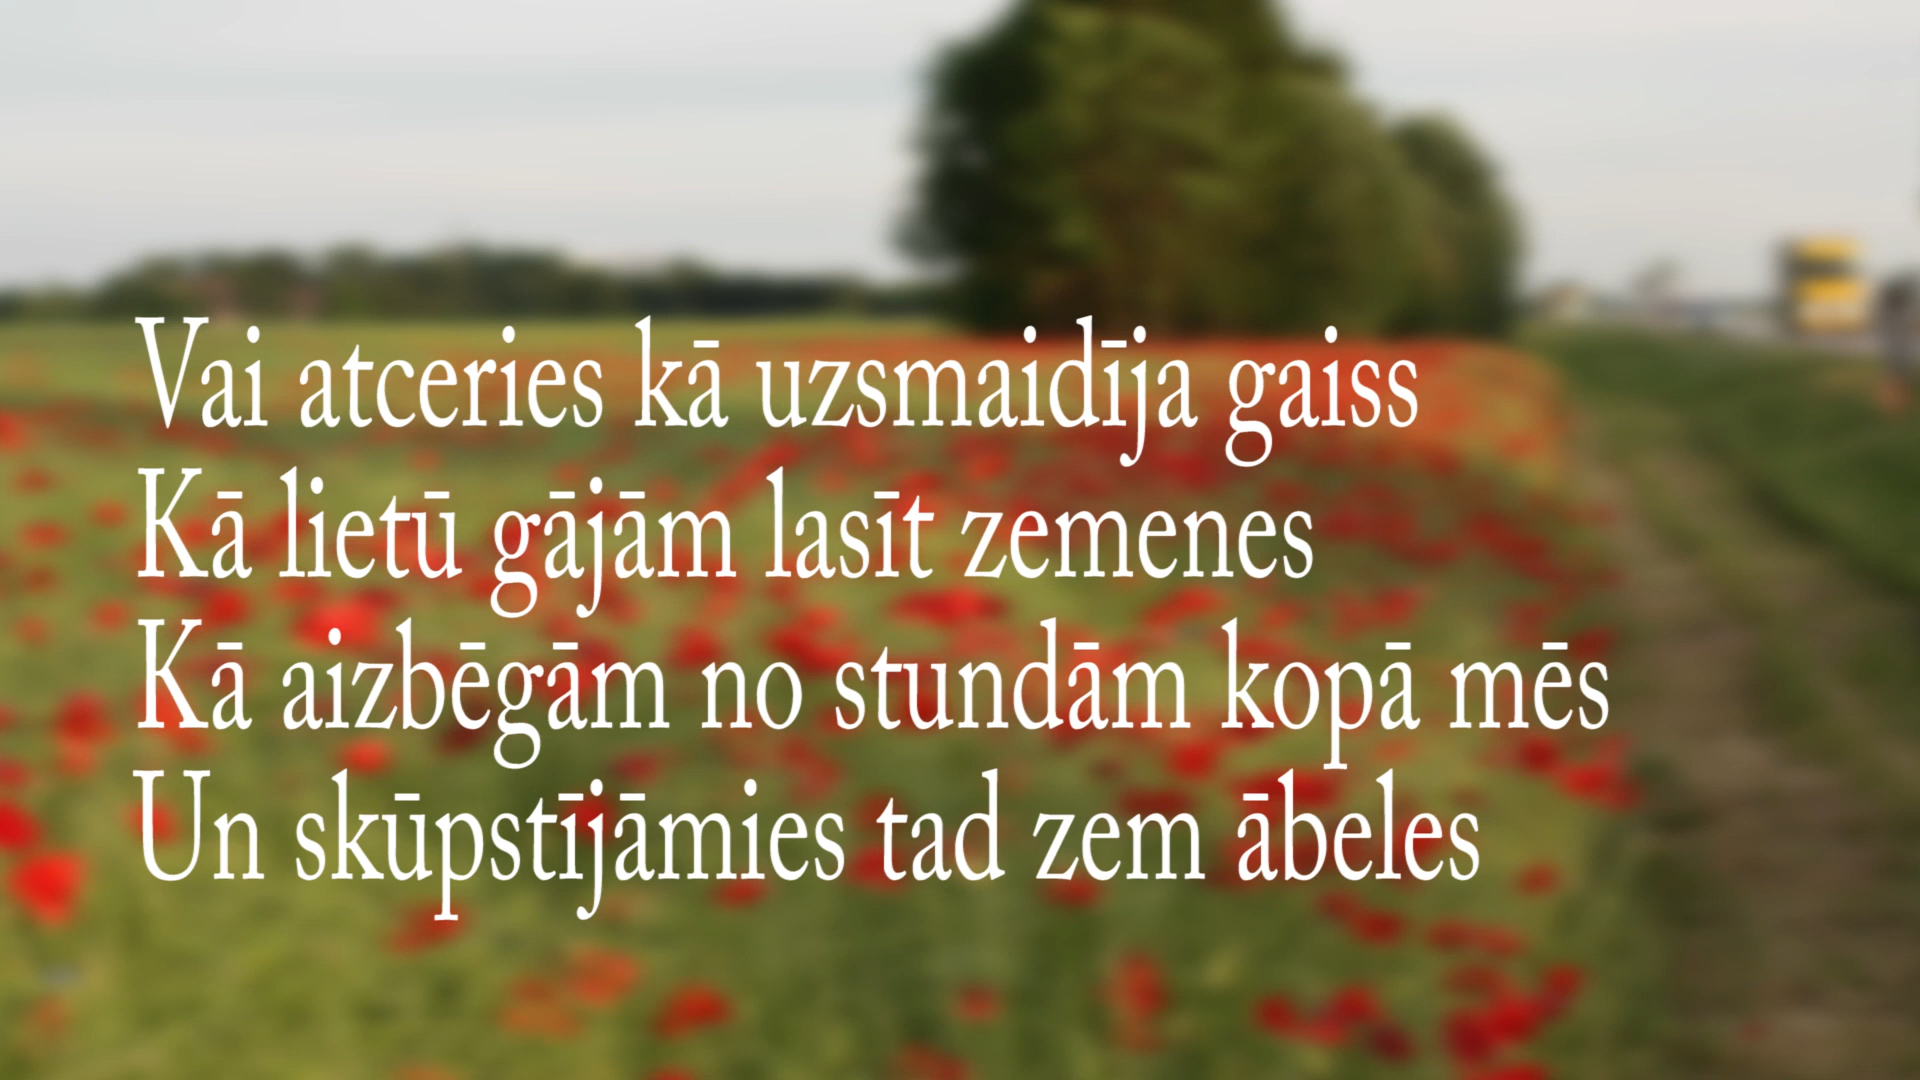 Vai atceries kā uzsmaidīja gaiss
Kā lietū gājām lasīt zemenes
Kā aizbēgām no stundām kopā mēs
Un skūpstījāmies tad zem ābeles